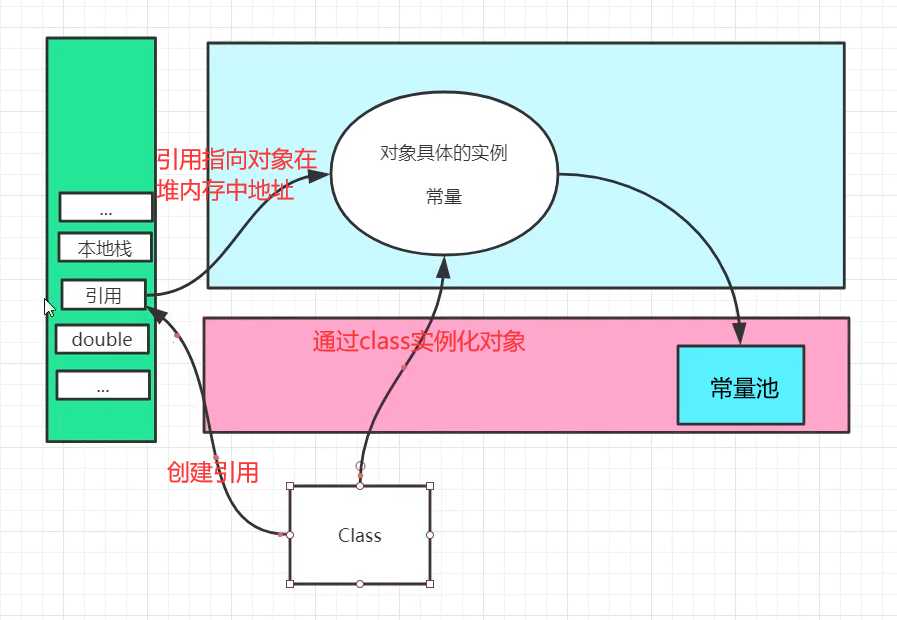 引用指向对象在
堆内存中地址
对象具体的实例
常量
...
本地栈
引用
double
...
通过class实例化对象
常量池
创建引用
Class